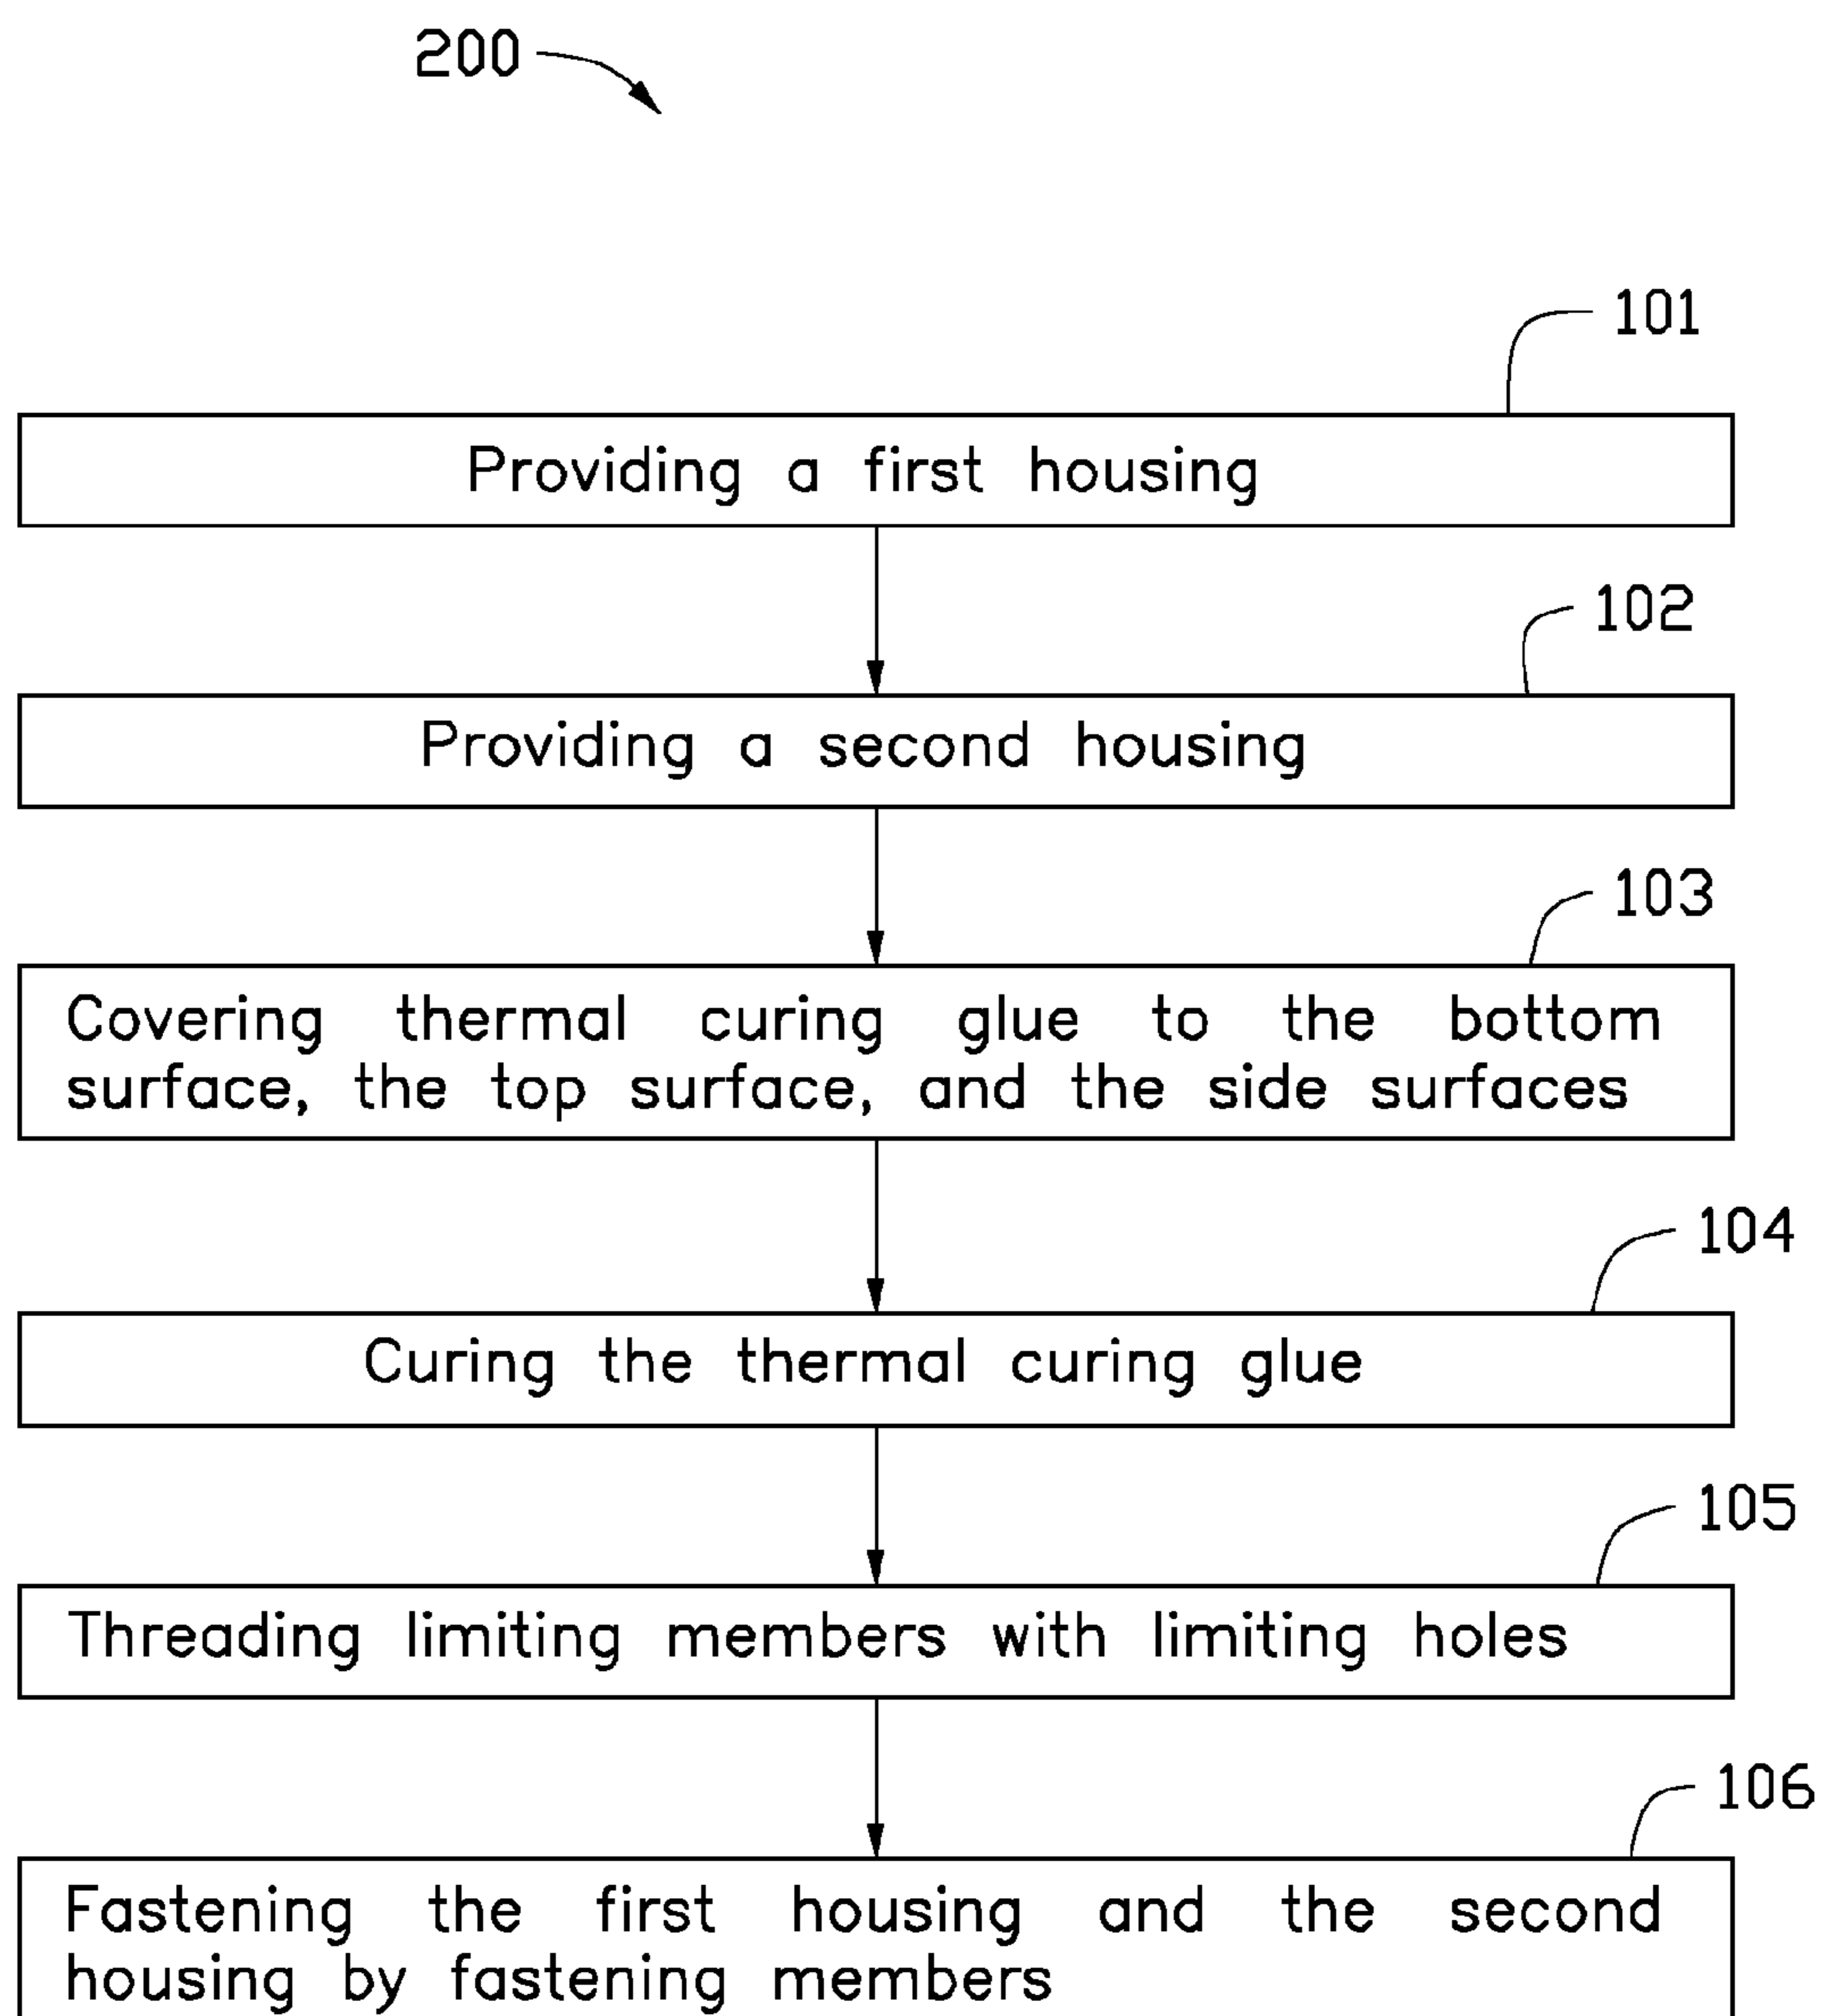 200
101
Providing a first housing
102
Providing a second housing
103
Covering thermal curing glue to the bottom
surface, the top surface, and the side surfaces
104
Curing the thermal curing glue
105
Threading limiting members with limiting holes
106
Fastening the first housing and the second
housing by fastening members